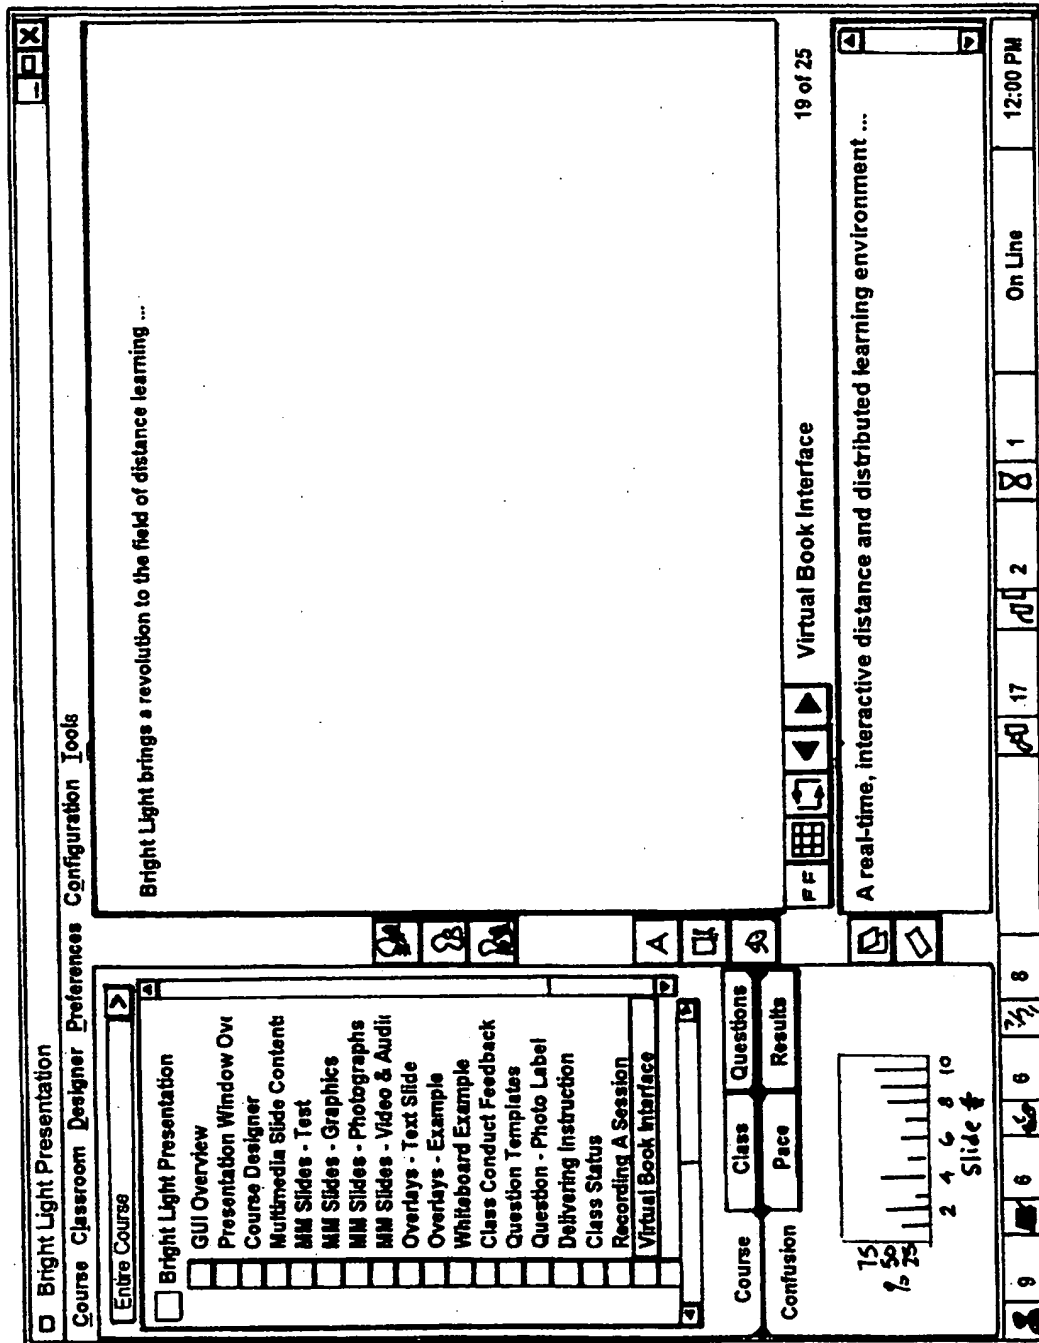 Bright Light Presentation
Course Classroom Designer Preferences Configuration Tools
Entire Course
Bright Light Presentation
GUI Overview
Presentation Window Ove
Course Designer
Multimedia Slide Content
MM Slides - Test
MM Slides - Graphics
MM Slides - Photographs
MM Slides - Video & Audi
Overlays - Text Slide
Overlays - Example
Whiteboard Example
Class Conduct Feedback
Question Templates
Question - Photo Label
Delivering Instruction
Class Status
Recording A Session
Virtual Book Interface
Course Class Questions
Confusion Pace Results
75
50
25
2 4 6 8 10
Slide #
Bright Light brings a revolution to the field of distance learning ...
A
FF
Virtual Book Interface 19 of 25
A real-time, interactive distance and distributed learning environment ...
9 6 6 8 17 2 1 On Line 12:00 PM